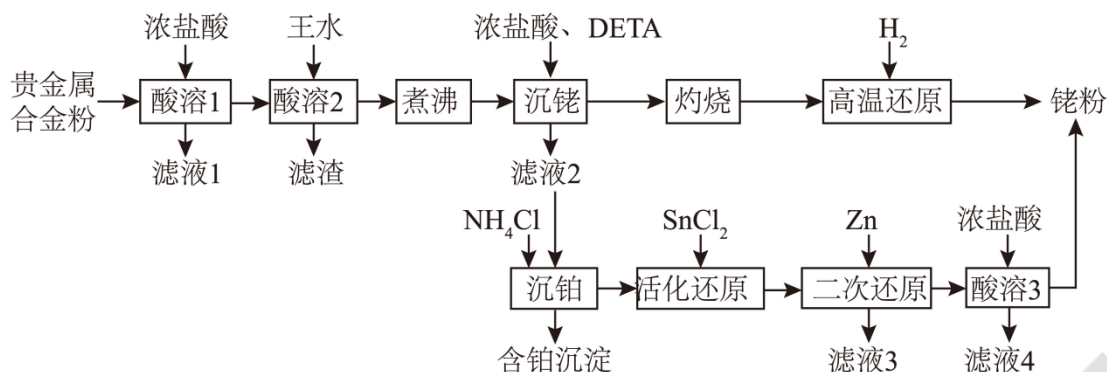 浓盐酸
王水
浓盐酸、DETA
H₂
贵金属
合金粉
酸溶1
酸溶2
煮沸
沉铑
灼烧
高温还原
铑粉
滤液1
滤渣
滤液2
NH₄Cl
SnCl₂
Zn
浓盐酸
沉铂
活化还原
二次还原
酸溶3
含铂沉淀
滤液3
滤液4